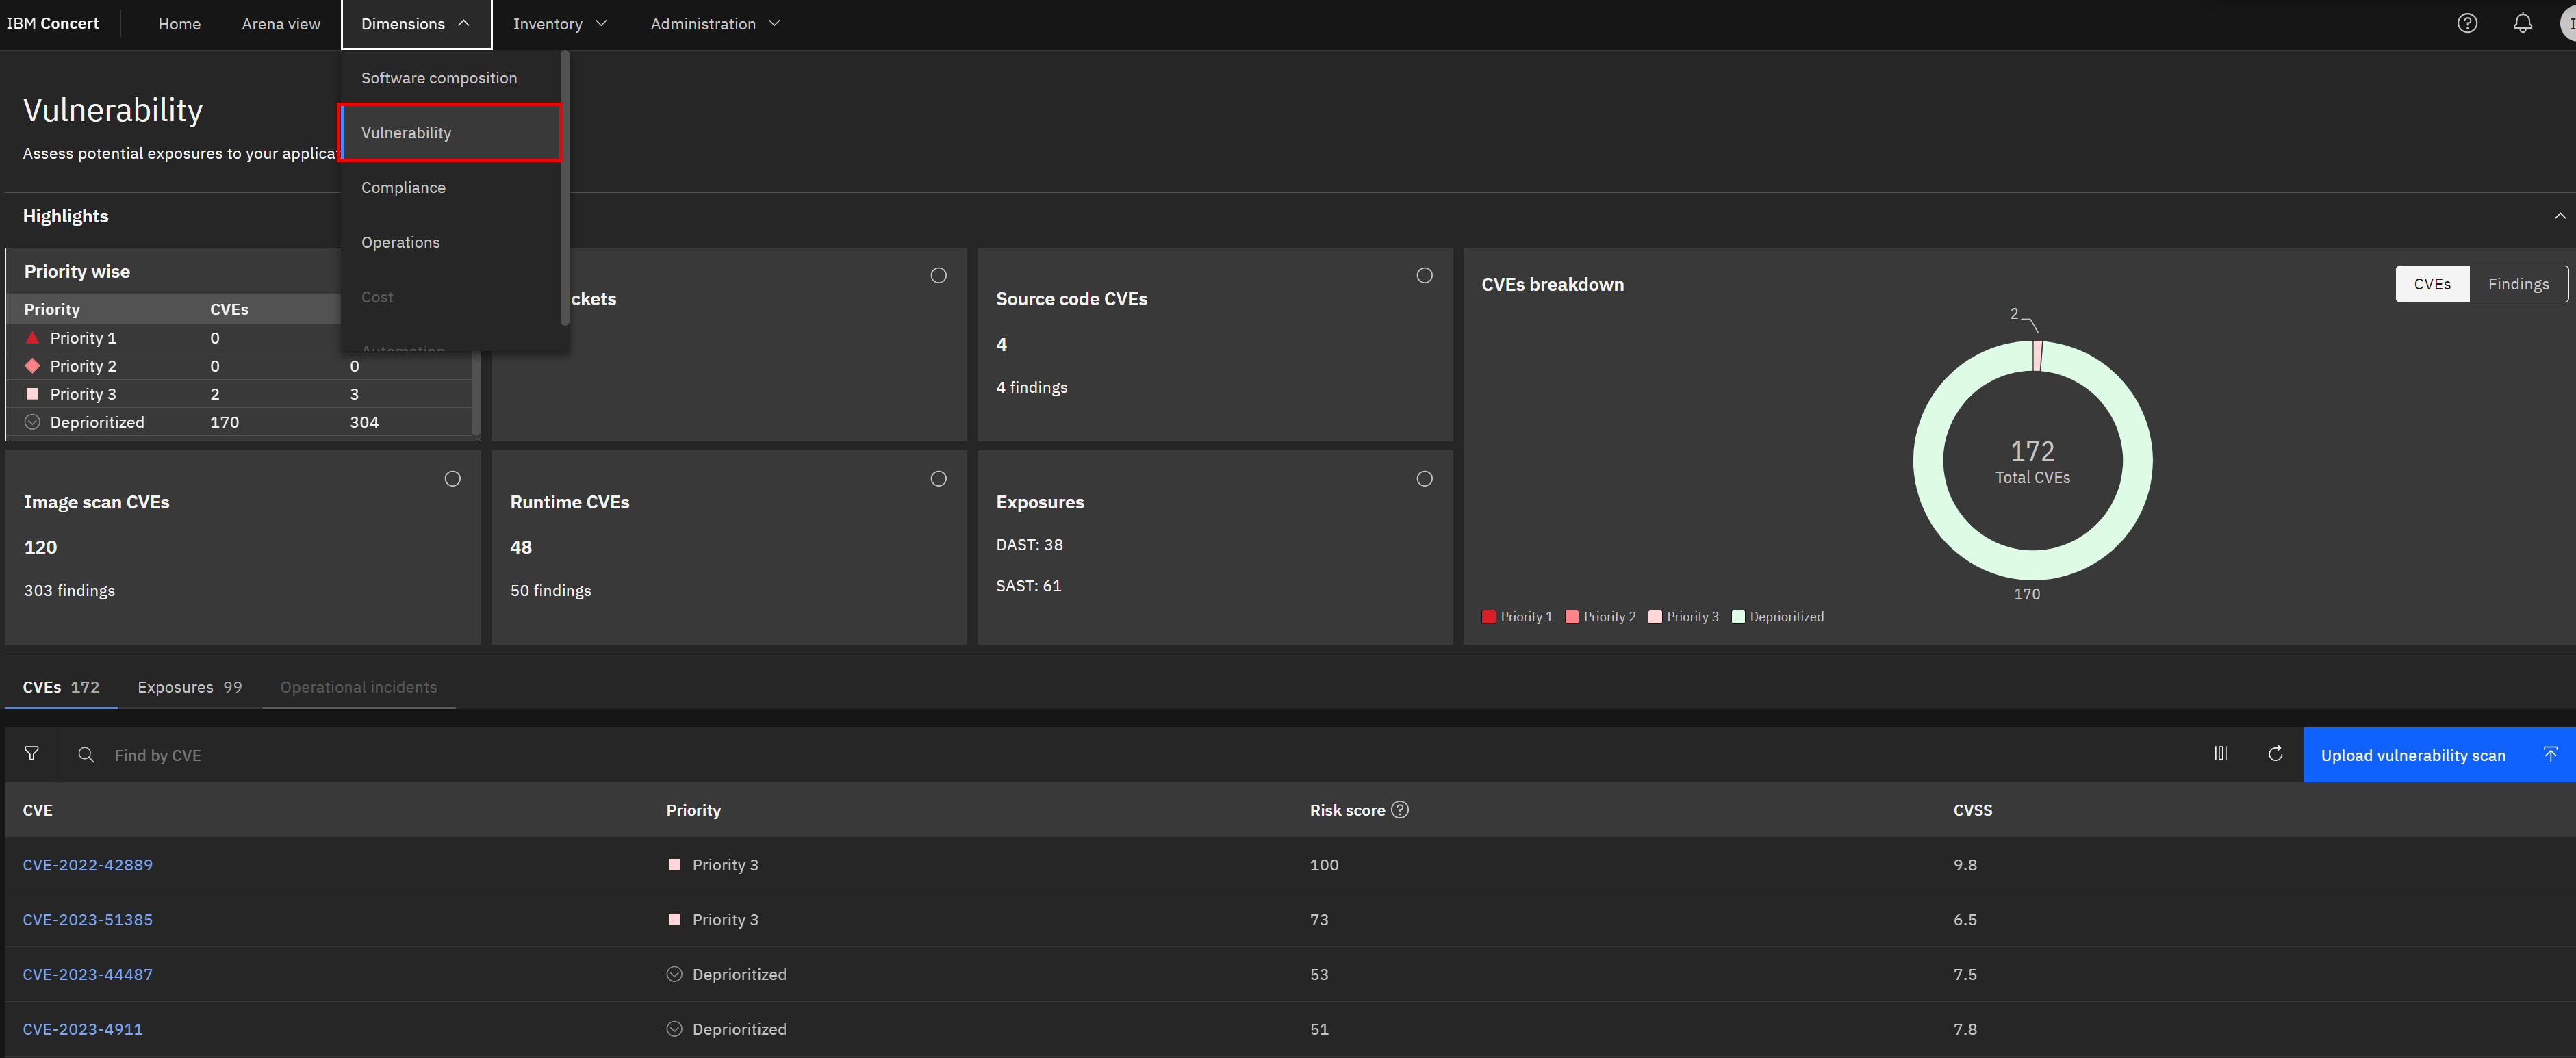 IBM Concert
Home
Arena view
Dimensions
Inventory
Administration
Software composition
Vulnerability
Compliance
Operations
Cost
Automation
Vulnerability
Assess potential exposures to your
Highlights
Priority wise
Priority CVEs
Priority 1 0
Priority 2 0 0
Priority 3 2 3
Deprioritized 170 304
Source code CVEs
4
4 findings
CVEs breakdown
CVEs Findings
2
172
Total CVEs
170
Priority 1 Priority 2 Priority 3 Deprioritized
Image scan CVEs
120
303 findings
Runtime CVEs
48
50 findings
Exposures
DAST: 38
SAST: 61
CVEs 172 Exposures 99 Operational incidents
Find by CVE
Upload vulnerability scan
CVE Priority Risk score CVSS
CVE-2022-42889 Priority 3 100 9.8
CVE-2023-51385 Priority 3 73 6.5
CVE-2023-44487 Deprioritized 53 7.5
CVE-2023-4911 Deprioritized 51 7.8